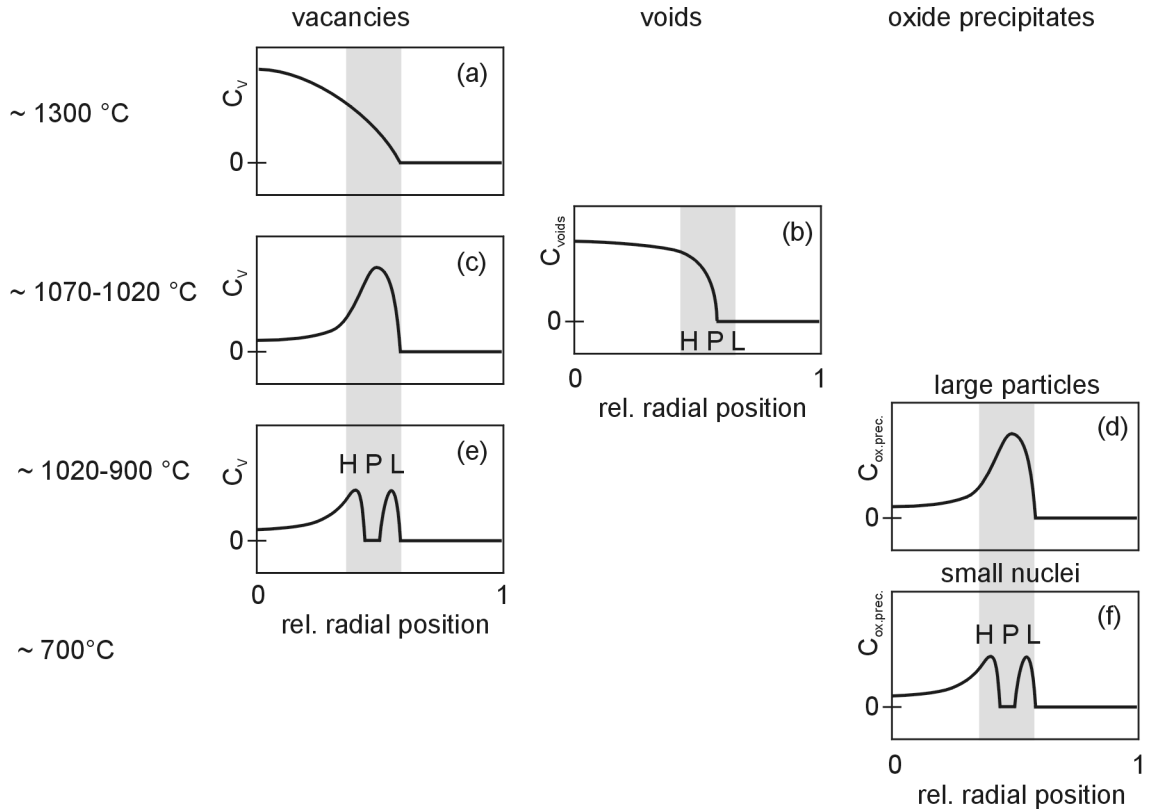 vacancies voids oxide precipitates
~ 1300 °C
C_V
(a)
0
~ 1070-1020 °C
C_V
(c)
0
C_voids
(b)
0
H P L
0 1
rel. radial position
~ 1020-900 °C
C_V
H P L
(e)
0
0 1
rel. radial position
large particles
C_ox.prec.
(d)
0
small nuclei
~ 700°C
C_ox.prec.
H P L
(f)
0
0 1
rel. radial position